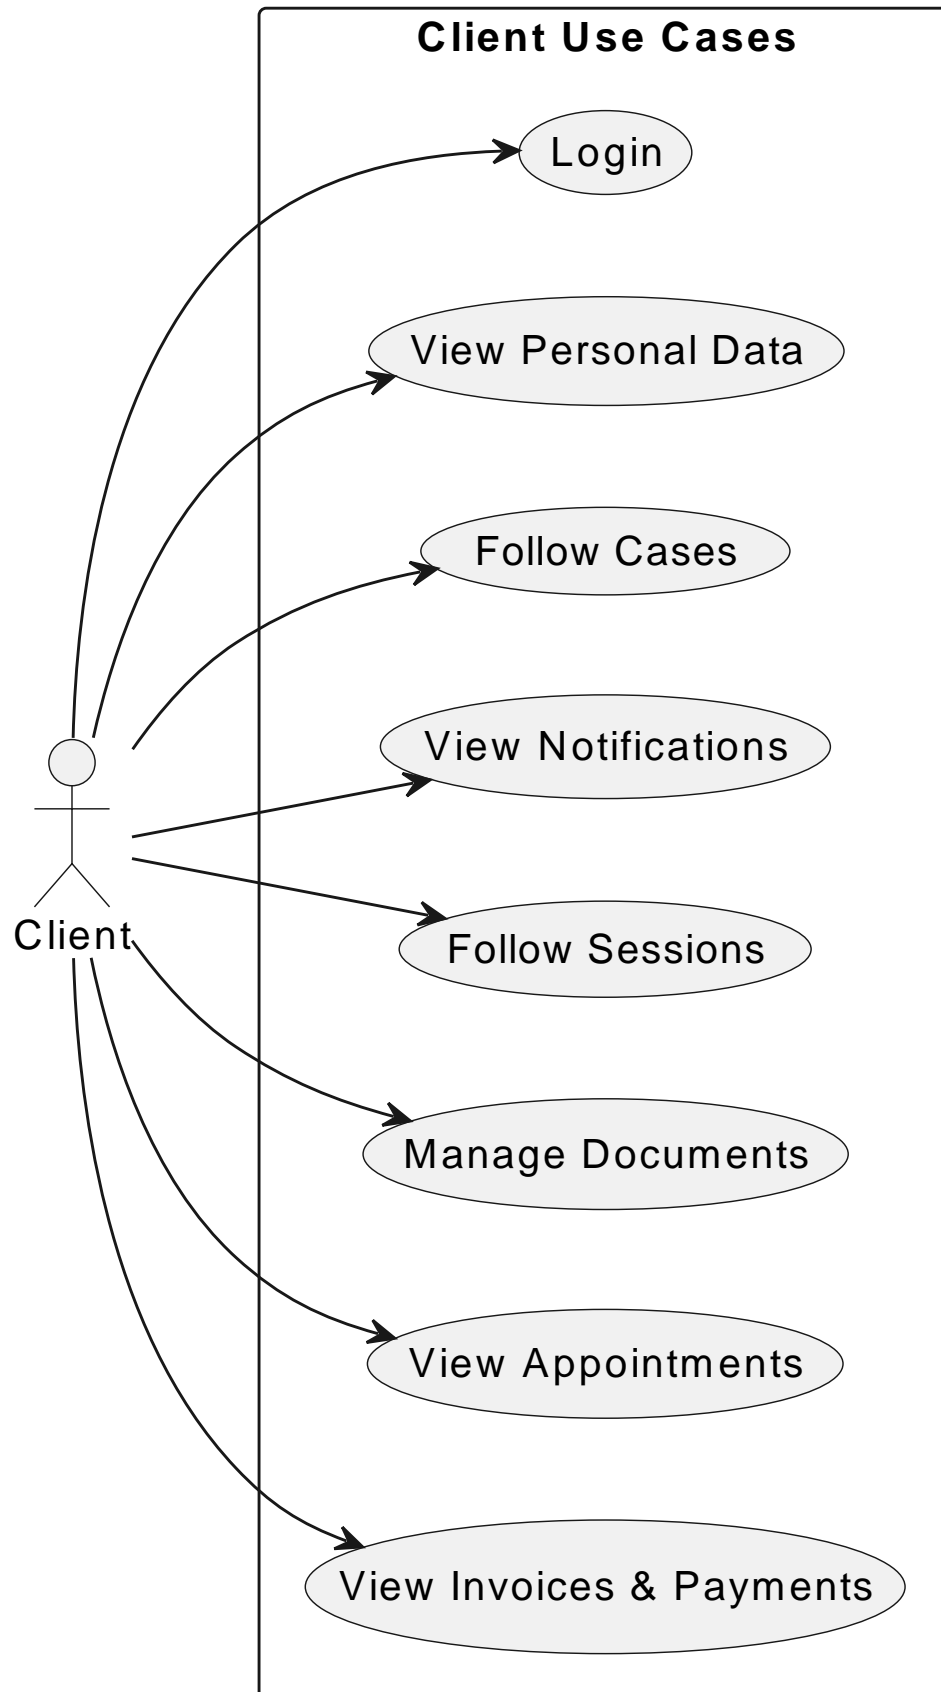 Client Use Cases
Login
View Personal Data
Follow Cases
View Notifications
Client
Follow Sessions
Manage Documents
View Appointments
View Invoices & Payments